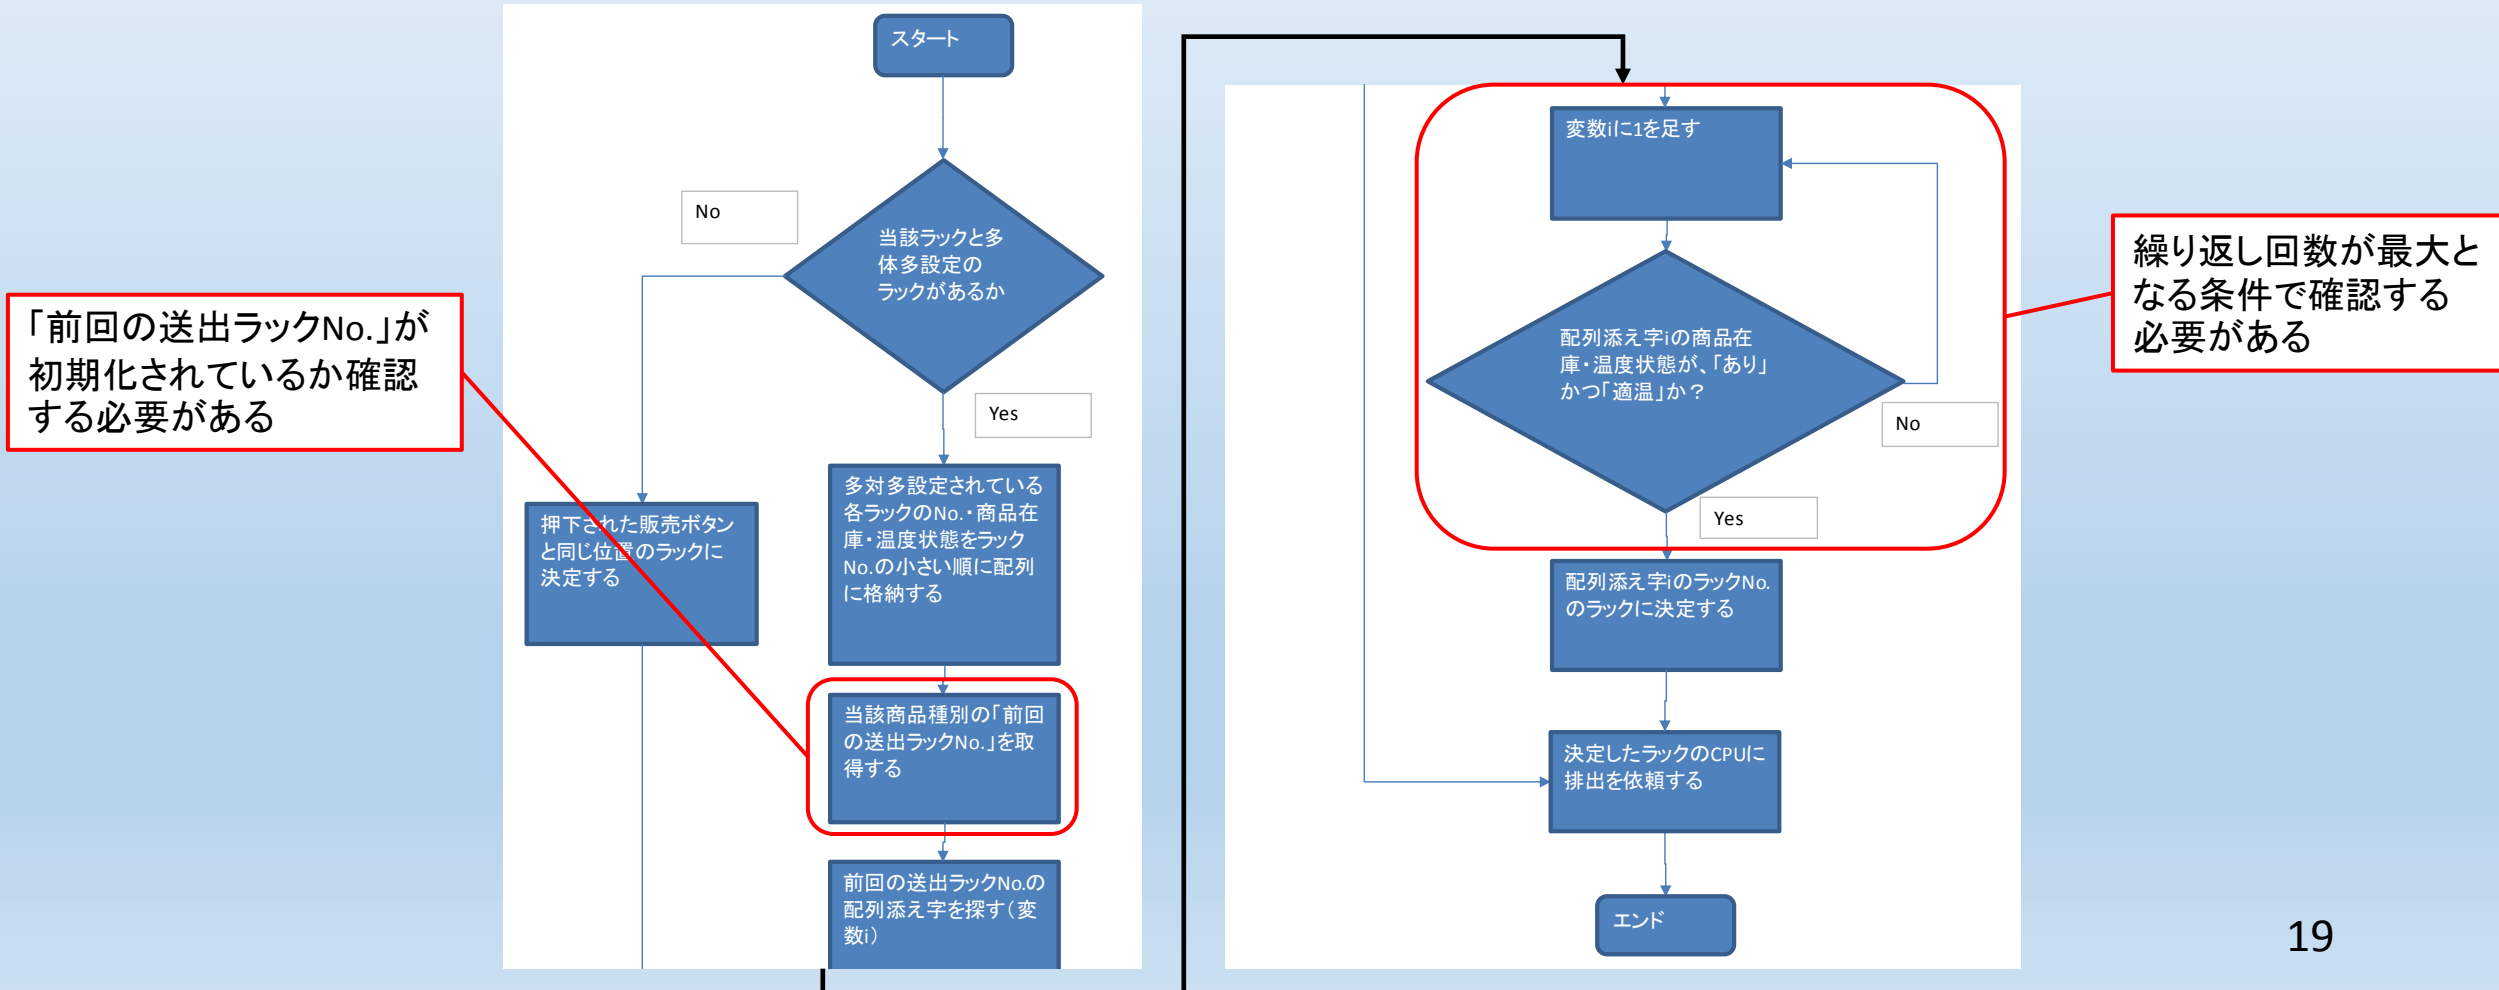 スタート
No
当該ラックと多
体多設定の
ラックがあるか
Yes
「前回の送出ラックNo.」が
初期化されているか確認
する必要がある
押下された販売ボタン
と同じ位置のラックに
決定する
多対多設定されている
各ラックのNo.・商品在
庫・温度状態をラック
No.の小さい順に配列
に格納する
当該商品種別の「前回
の送出ラックNo.」を取
得する
前回の送出ラックNo.の
配列添え字を探す（変
数i）
変数iに1を足す
配列添え字iの商品在
庫・温度状態が、「あり」
かつ「適温」か？
No
Yes
繰り返し回数が最大と
なる条件で確認する
必要がある
配列添え字iのラックNo.
のラックに決定する
決定したラックのCPUに
排出を依頼する
エンド
19